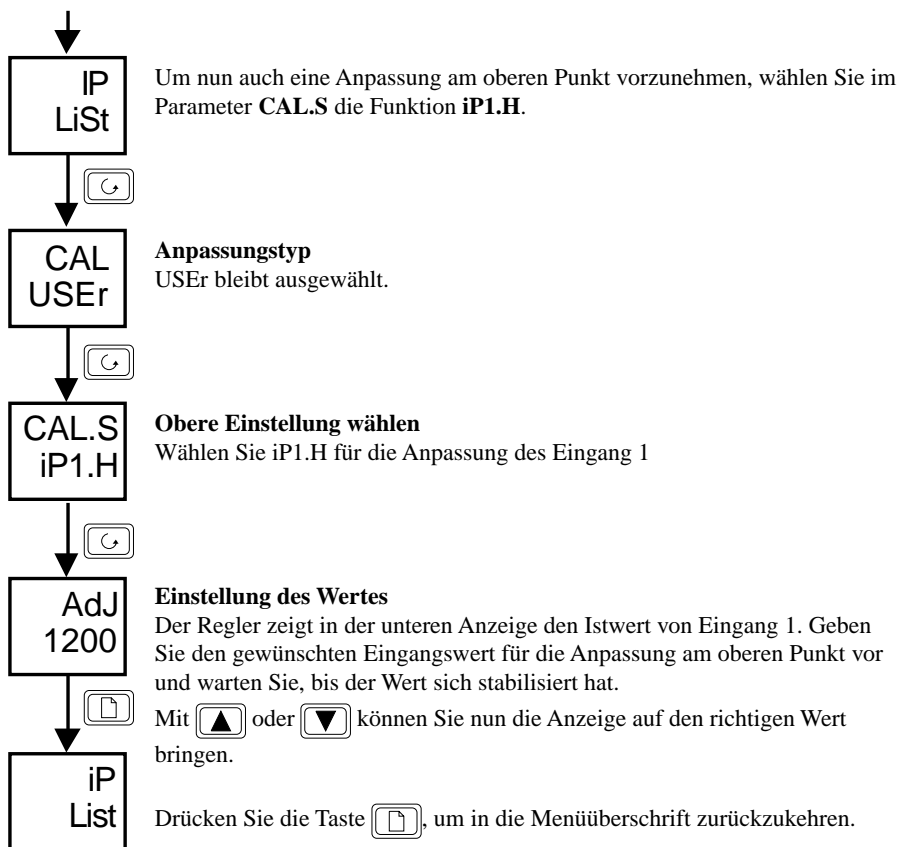 IP
LiSt
Um nun auch eine Anpassung am oberen Punkt vorzunehmen, wählen Sie im
Parameter CAL.S die Funktion iP1.H.
CAL
USEr
Anpassungstyp
USEr bleibt ausgewählt.
CAL.S
iP1.H
Obere Einstellung wählen
Wählen Sie iP1.H für die Anpassung des Eingang 1
AdJ
1200
Einstellung des Wertes
Der Regler zeigt in der unteren Anzeige den Istwert von Eingang 1. Geben
Sie den gewünschten Eingangswert für die Anpassung am oberen Punkt vor
und warten Sie, bis der Wert sich stabilisiert hat.
Mit ▲ oder ▼ können Sie nun die Anzeige auf den richtigen Wert
bringen.
iP
List
Drücken Sie die Taste , um in die Menüüberschrift zurückzukehren.